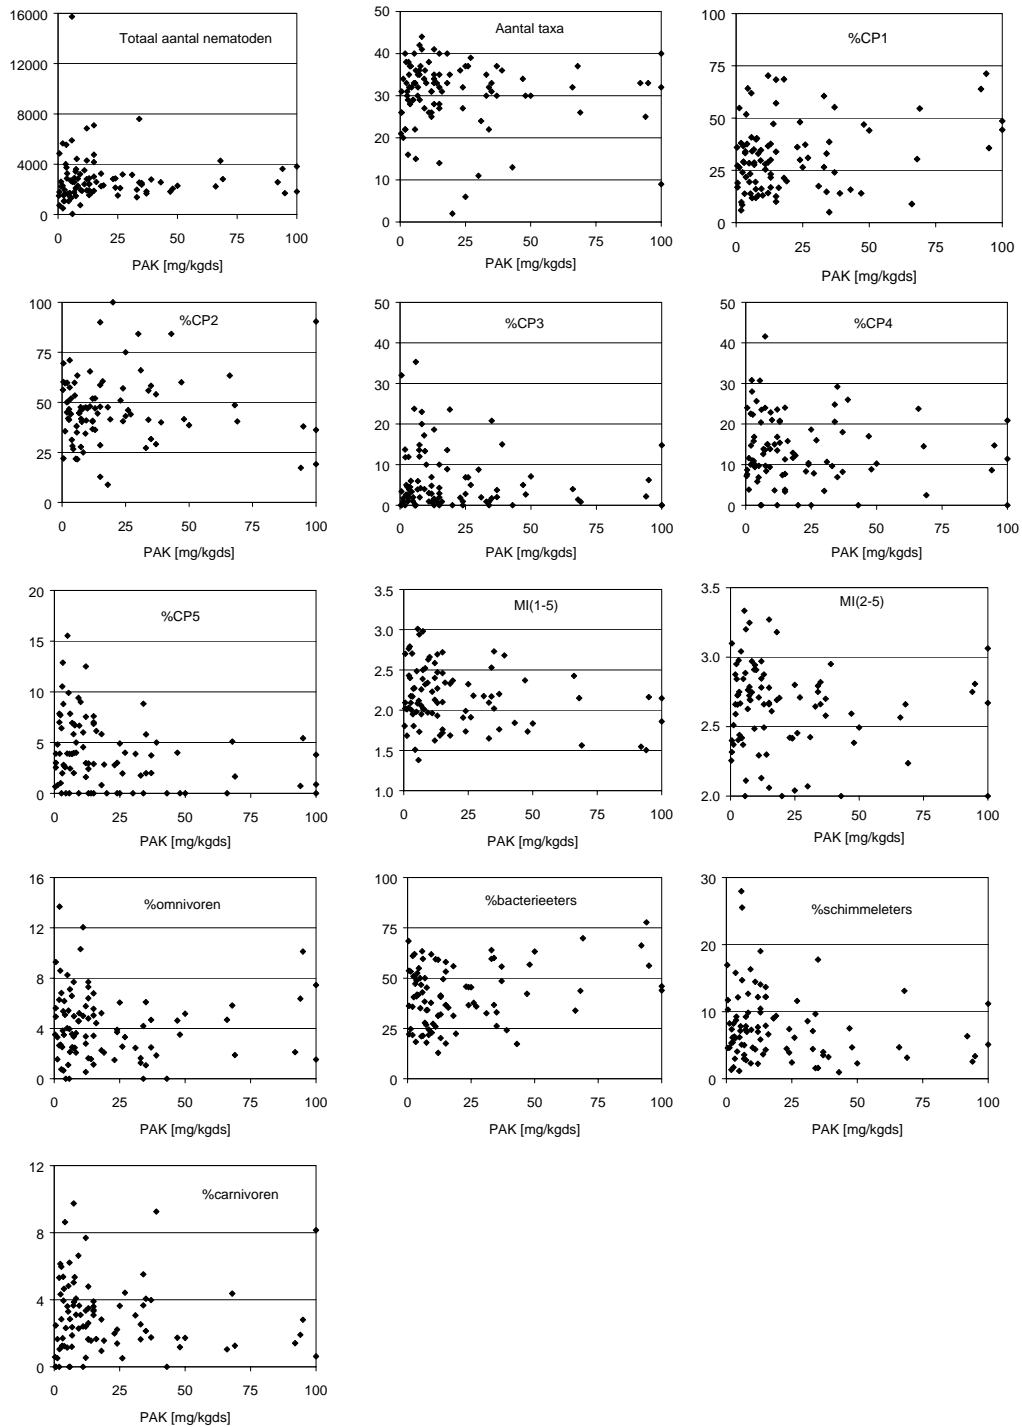 Totaal aantal nematoden
16000
12000
8000
4000
0
0 25 50 75 100
PAK [mg/kgds]
Aantal taxa
50
40
30
20
10
0
0 25 50 75 100
PAK [mg/kgds]
%CP1
100
75
50
25
0
0 25 50 75 100
PAK [mg/kgds]
%CP2
100
75
50
25
0
0 25 50 75 100
PAK [mg/kgds]
%CP3
50
40
30
20
10
0
0 25 50 75 100
PAK [mg/kgds]
%CP4
50
40
30
20
10
0
0 25 50 75 100
PAK [mg/kgds]
%CP5
20
15
10
5
0
0 25 50 75 100
PAK [mg/kgds]
MI(1-5)
3.5
3.0
2.5
2.0
1.5
1.0
0 25 50 75 100
PAK [mg/kgds]
MI(2-5)
3.5
3.0
2.5
2.0
0 25 50 75 100
PAK [mg/kgds]
%omnivoren
16
12
8
4
0
0 25 50 75 100
PAK [mg/kgds]
%bacterieeters
100
75
50
25
0
0 25 50 75 100
PAK [mg/kgds]
%schimmeleters
30
20
10
0
0 25 50 75 100
PAK [mg/kgds]
%carnivoren
12
8
4
0
0 25 50 75 100
PAK [mg/kgds]